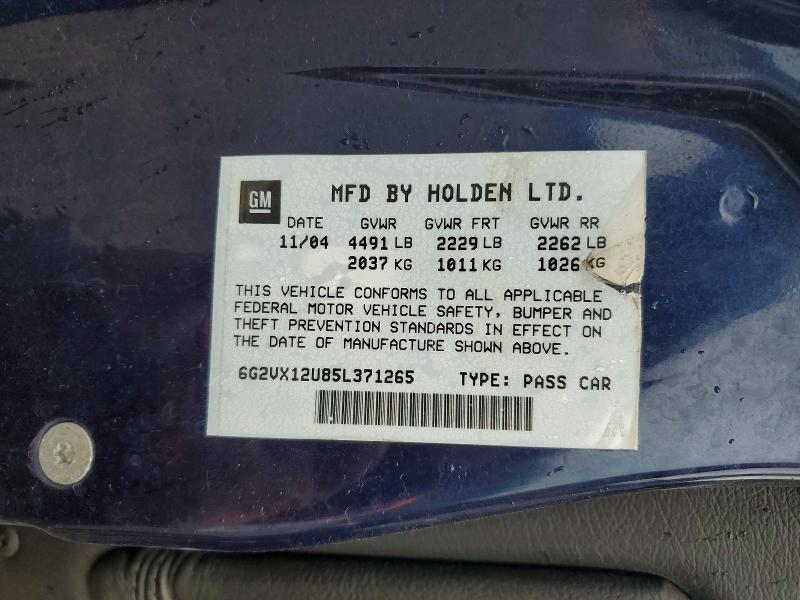 GM MFD BY HOLDEN LTD.
DATE GVWR GVWR FRT GVWR RR
11/04 4491 LB 2229 LB 2262 LB
2037 KG 1011 KG 1026 KG
THIS VEHICLE CONFORMS TO ALL APPLICABLE
FEDERAL MOTOR VEHICLE SAFETY, BUMPER AND
THEFT PREVENTION STANDARDS IN EFFECT ON
THE DATE OF MANUFACTURE SHOWN ABOVE.
6G2VX12U85L371265 TYPE: PASS CAR